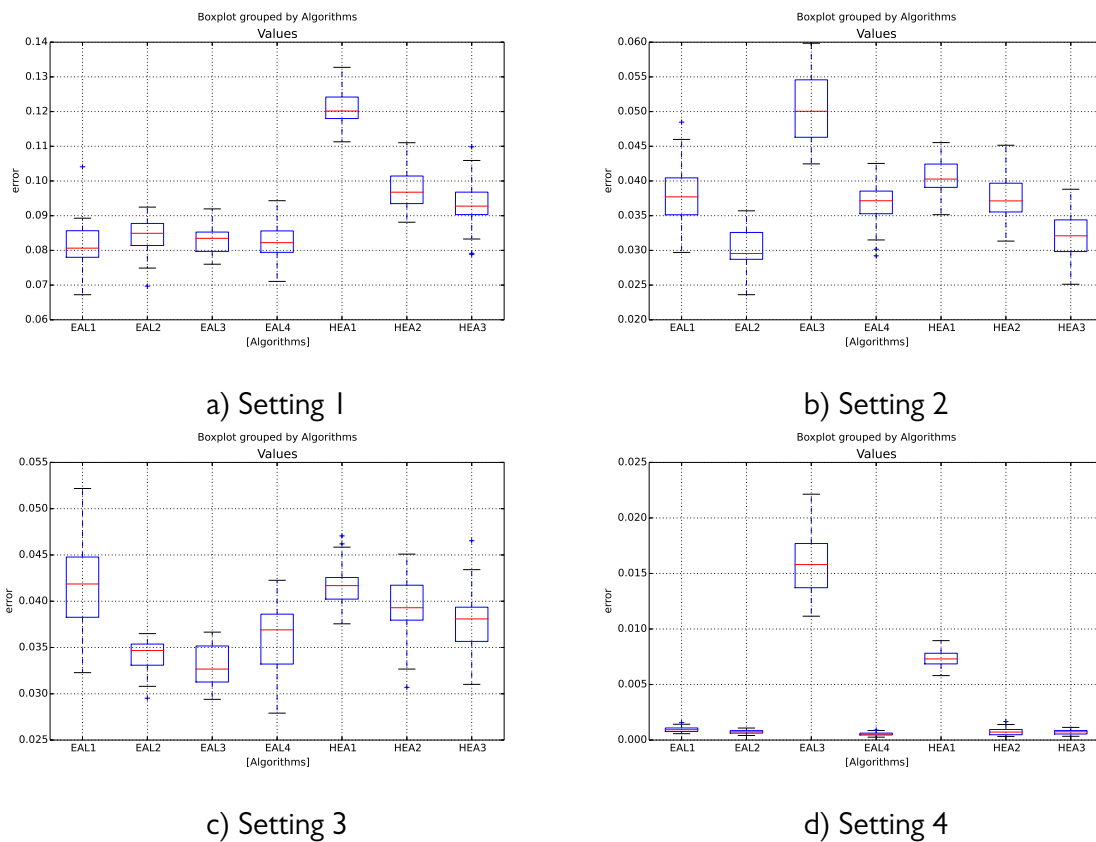 Boxplot grouped by Algorithms
Values
0.14
0.13
0.12
0.11
0.10
0.09
0.08
0.07
0.06
error
EAL1 EAL2 EAL3 EAL4 HEA1 HEA2 HEA3
[Algorithms]
a) Setting 1
Boxplot grouped by Algorithms
Values
0.060
0.055
0.050
0.045
0.040
0.035
0.030
0.025
0.020
error
EAL1 EAL2 EAL3 EAL4 HEA1 HEA2 HEA3
[Algorithms]
b) Setting 2
Boxplot grouped by Algorithms
Values
0.055
0.050
0.045
0.040
0.035
0.030
0.025
error
EAL1 EAL2 EAL3 EAL4 HEA1 HEA2 HEA3
[Algorithms]
c) Setting 3
Boxplot grouped by Algorithms
Values
0.025
0.020
0.015
0.010
0.005
0.000
error
EAL1 EAL2 EAL3 EAL4 HEA1 HEA2 HEA3
[Algorithms]
d) Setting 4